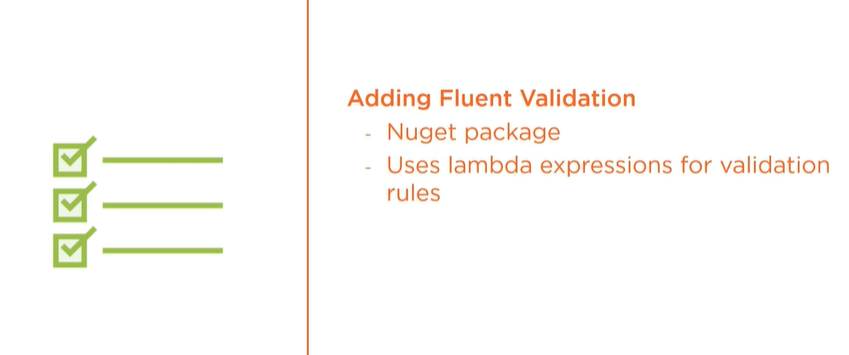 Adding Fluent Validation
- Nuget package
- Uses lambda expressions for validation
rules